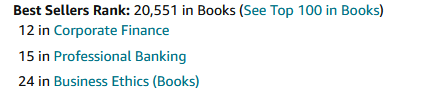 Best Sellers Rank: 20,551 in Books (See Top 100 in Books)
12 in Corporate Finance
15 in Professional Banking
24 in Business Ethics (Books)